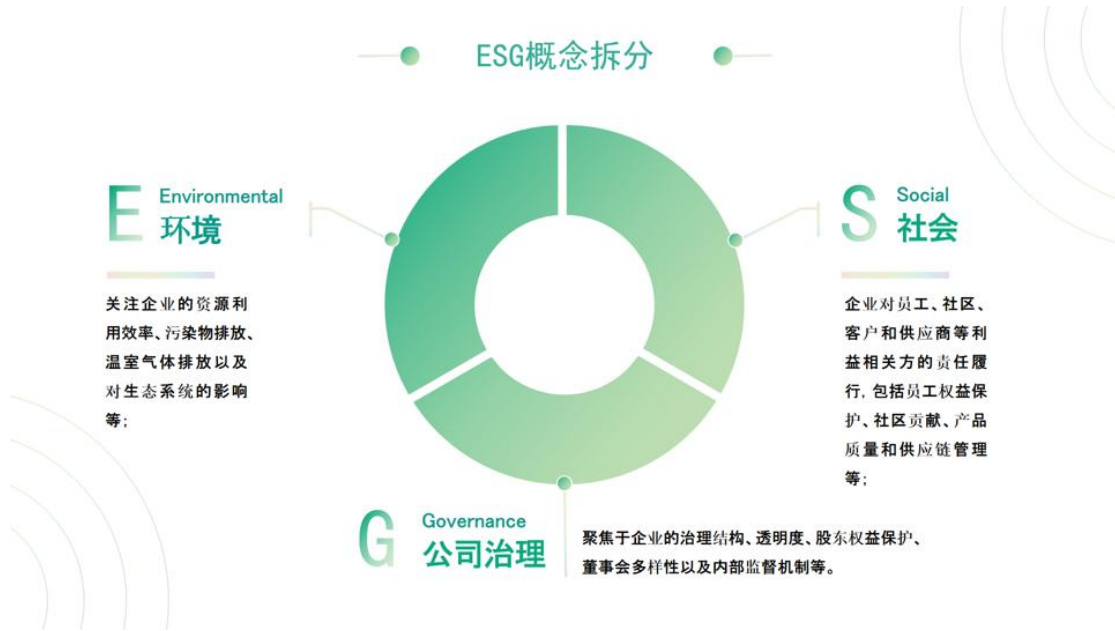 ESG概念拆分
E
Environmental
环境
关注企业的资源利
用效率、污染物排放、
温室气体排放以及
对生态系统的影响
等;
S
Social
社会
企业对员工、社区、
客户和供应商等利
益相关方的责任履
行, 包括员工权益保
护、社区贡献、产品
质量和供应链管理
等;
G
Governance
公司治理
聚焦于企业的治理结构、透明度、股东权益保护、
董事会多样性以及内部监督机制等。